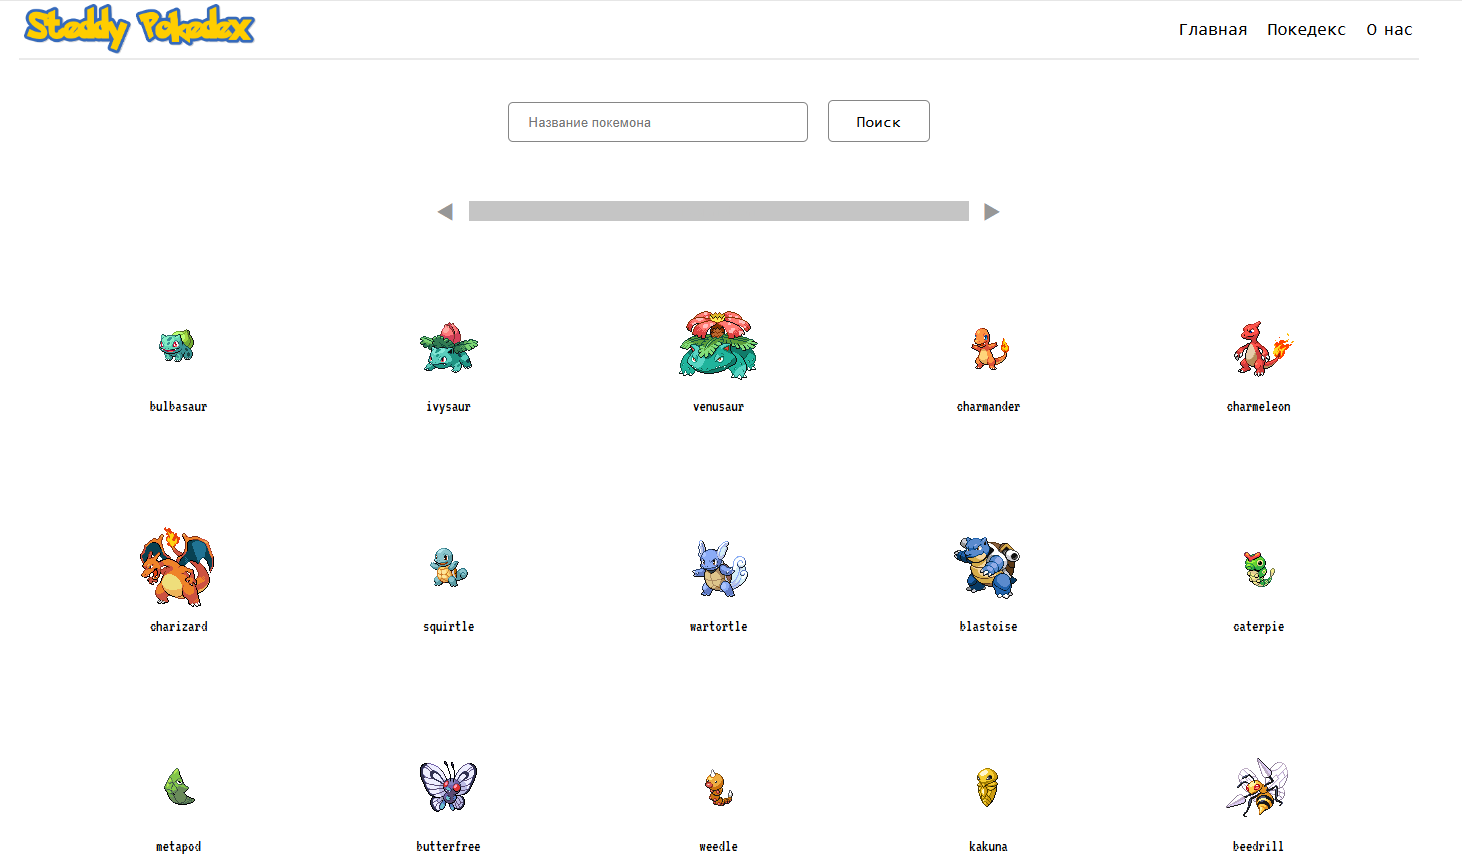 Steddy Pokedex
Главная Покедекс О нас
Название покемона Поиск
bulbasaur ivysaur venusaur charmander charmeleon
charizard squirtle wartortle blastoise caterpie
metapod butterfree weedle kakuna beedrill